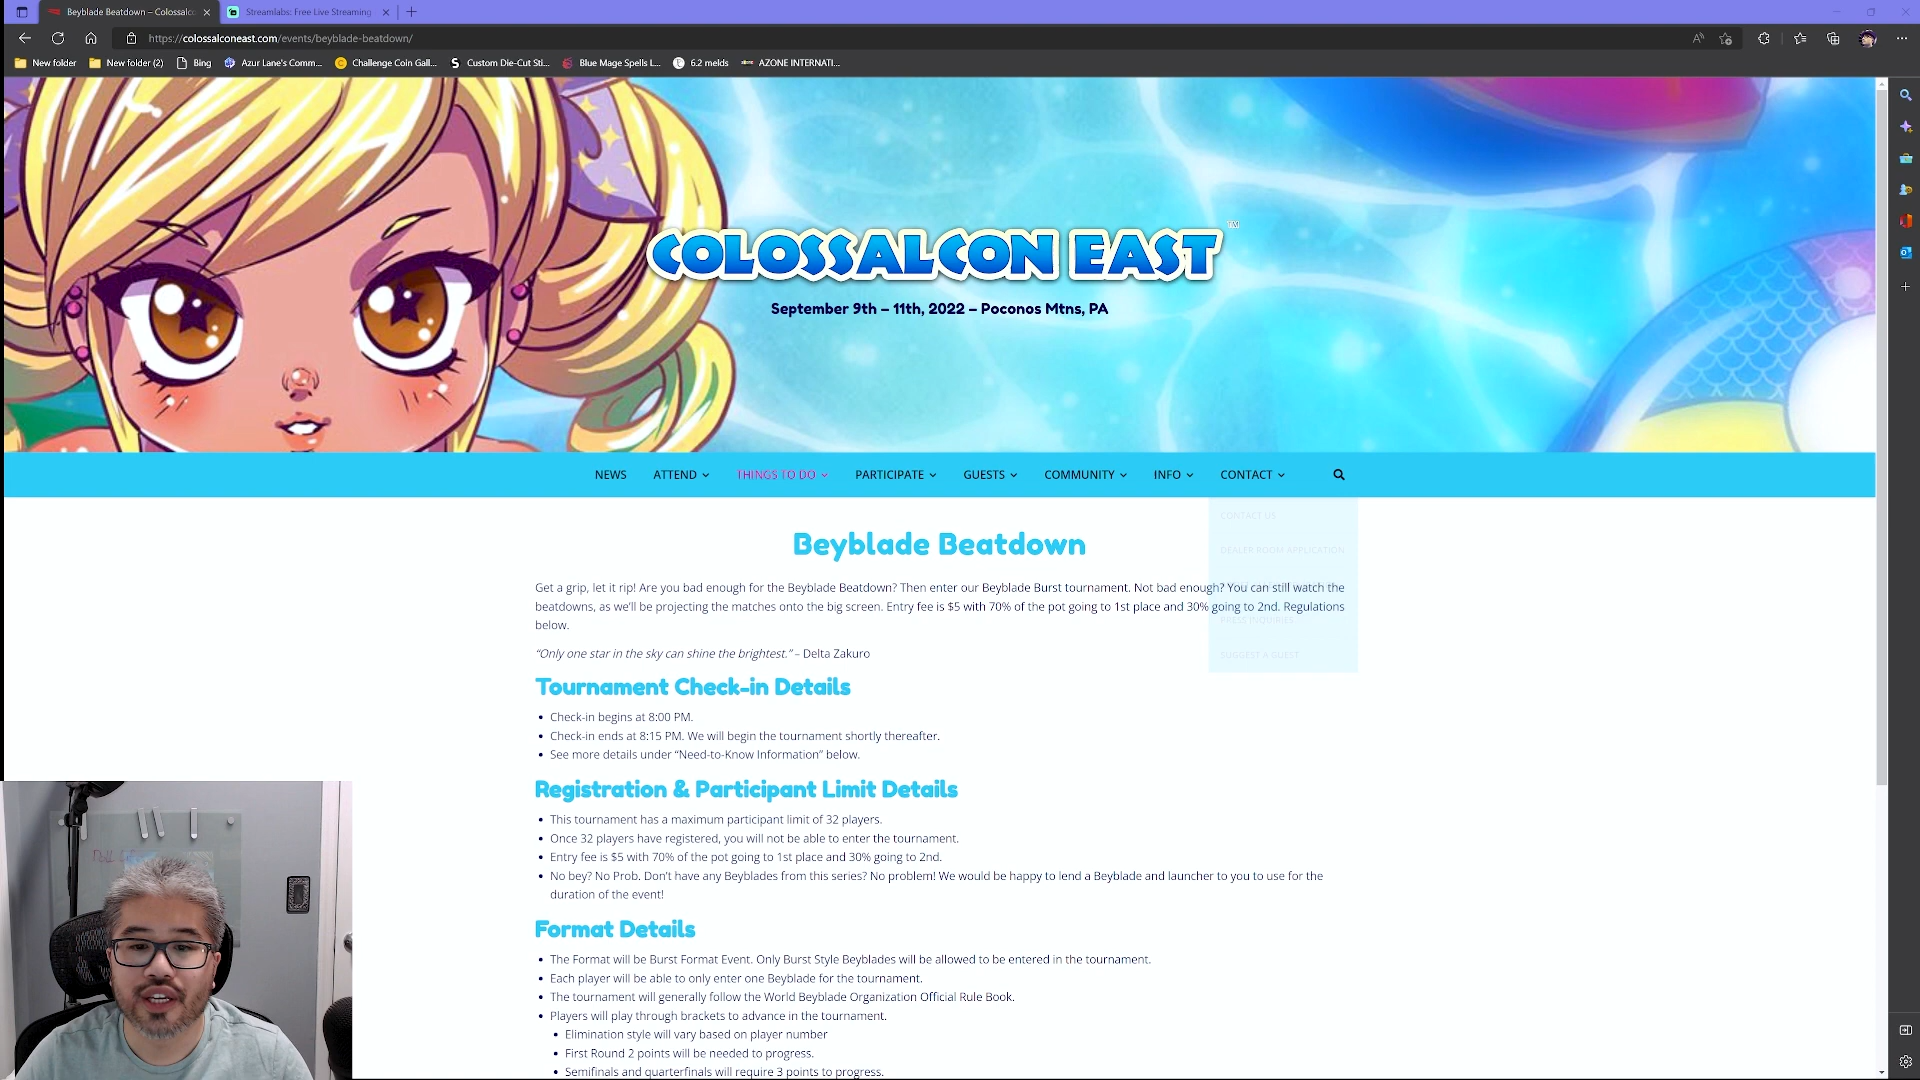 Beyblade Beatdown – Colossalc
Streamlabs: Free Live Streaming
https://colossalconeast.com/events/beyblade-beatdown/
New folder
New folder (2)
Bing
Azur Lane's Comm...
Challenge Coin Gall...
Custom Die-Cut Sti...
Blue Mage Spells L...
6.2 melds
AZONE INTERNATI...
COLOSSALCON EAST
TM
September 9th – 11th, 2022 – Poconos Mtns, PA
NEWS ATTEND THINGS TO DO PARTICIPATE GUESTS COMMUNITY INFO CONTACT
CONTACT US
DEALER ROOM APPLICATION
PRESS INQUIRIES
SUGGEST A GUEST
Beyblade Beatdown
Get a grip, let it rip! Are you bad enough for the Beyblade Beatdown? Then enter our Beyblade Burst tournament. Not bad enough? You can still watch the
beatdowns, as we'll be projecting the matches onto the big screen. Entry fee is $5 with 70% of the pot going to 1st place and 30% going to 2nd. Regulations
below.
“Only one star in the sky can shine the brightest.” – Delta Zakuro
Tournament Check-in Details
Check-in begins at 8:00 PM.
Check-in ends at 8:15 PM. We will begin the tournament shortly thereafter.
See more details under “Need-to-Know Information” below.
Registration & Participant Limit Details
This tournament has a maximum participant limit of 32 players.
Once 32 players have registered, you will not be able to enter the tournament.
Entry fee is $5 with 70% of the pot going to 1st place and 30% going to 2nd.
No bey? No Prob. Don't have any Beyblades from this series? No problem! We would be happy to lend a Beyblade and launcher to you to use for the
duration of the event!
Format Details
The Format will be Burst Format Event. Only Burst Style Beyblades will be allowed to be entered in the tournament.
Each player will be able to only enter one Beyblade for the tournament.
The tournament will generally follow the World Beyblade Organization Official Rule Book.
Players will play through brackets to advance in the tournament.
Elimination style will vary based on player number
First Round 2 points will be needed to progress.
Semifinals and quarterfinals will require 3 points to progress.